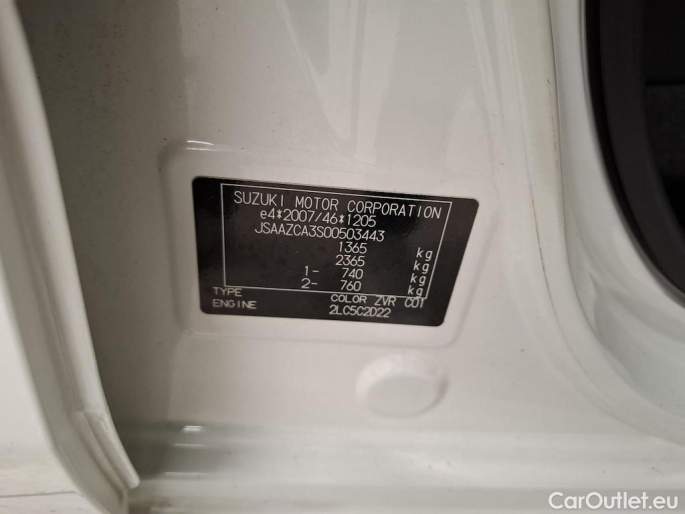 SUZUKI MOTOR CORPORATION
e4*2007/46*1205
JSAAZCA3S00503443
1365 kg
2365 kg
1- 740 kg
2- 760 kg
TYPE COLOR ZVR C01
ENGINE 2LC5C2D22
CarOutlet.eu